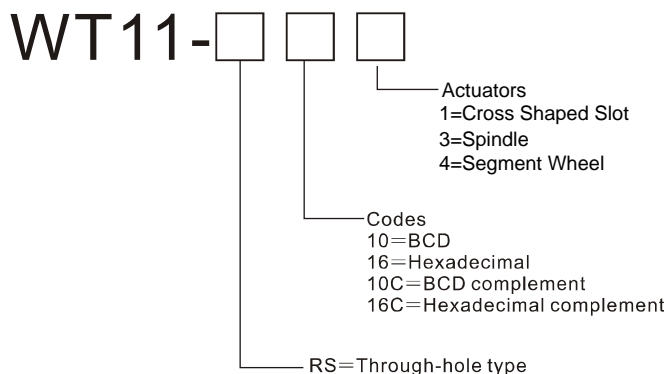 WT11-
Actuators
1=Cross Shaped Slot
3=Spindle
4=Segment Wheel
Codes
10=BCD
16=Hexadecimal
10C=BCD complement
16C=Hexadecimal complement
RS=Through-hole type